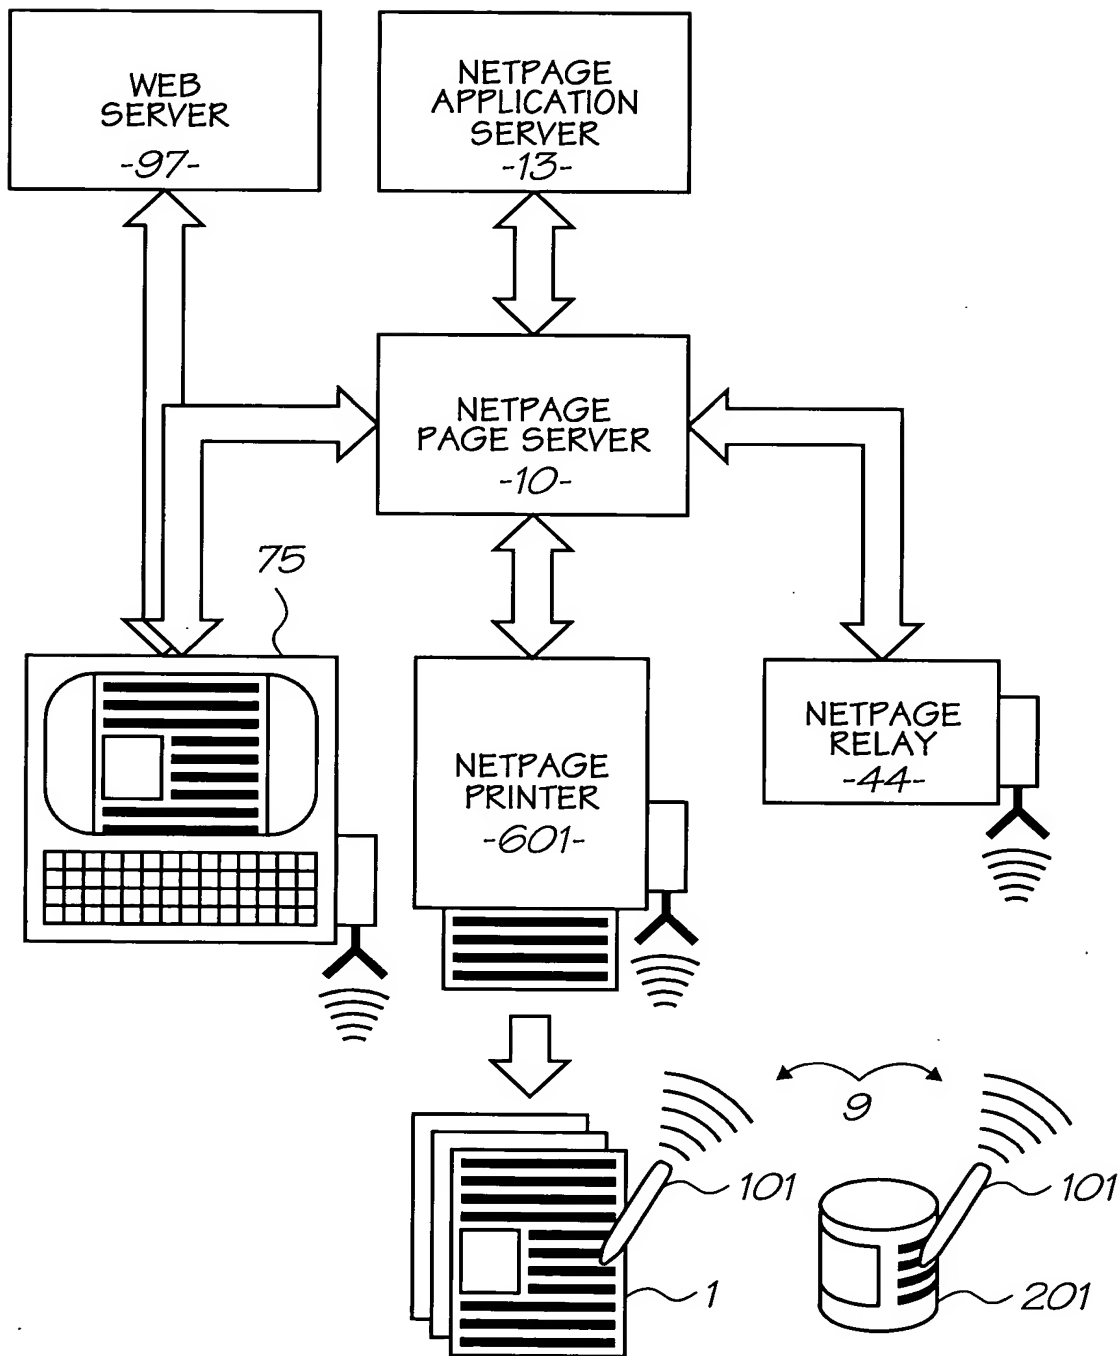 WEB
SERVER
-97-
NETPAGE
APPLICATION
SERVER
-13-
NETPAGE
PAGE SERVER
-10-
75
NETPAGE
PRINTER
-601-
NETPAGE
RELAY
-44-
9
101
101
1
201